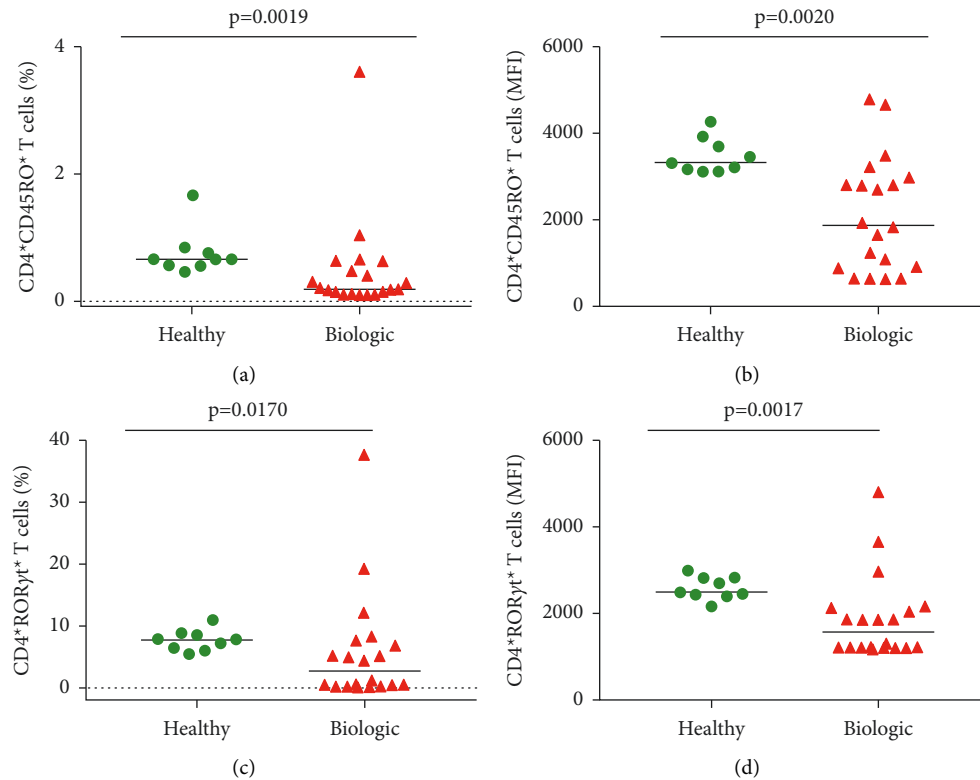 p=0.0019
CD4*CD45RO* T cells (%)
4
2
0
Healthy
Biologic
(a)
p=0.0020
CD4*CD45RO* T cells (MFI)
6000
4000
2000
0
Healthy
Biologic
(b)
p=0.0170
CD4*RORγt* T cells (%)
40
30
20
10
0
Healthy
Biologic
(c)
p=0.0017
CD4*RORγt* T cells (MFI)
6000
4000
2000
0
Healthy
Biologic
(d)